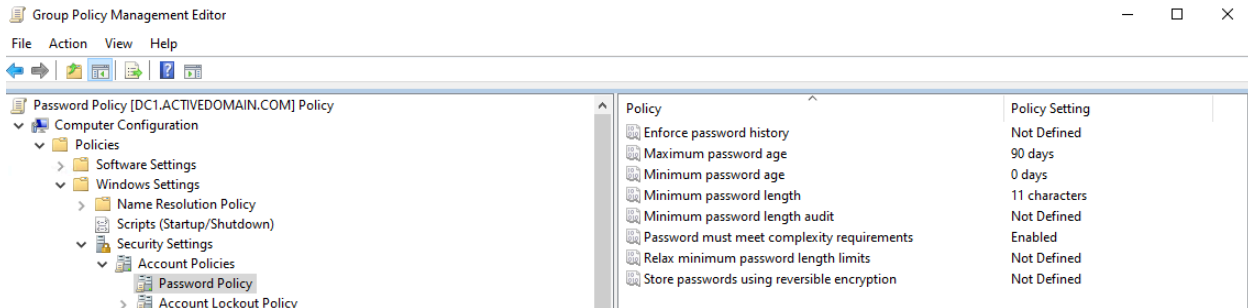 Group Policy Management Editor
File Action View Help
Password Policy [DC1.ACTIVEDOMAIN.COM] Policy
Computer Configuration
Policies
Software Settings
Windows Settings
Name Resolution Policy
Scripts (Startup/Shutdown)
Security Settings
Account Policies
Password Policy
Account Lockout Policy
Policy Policy Setting
Enforce password history Not Defined
Maximum password age 90 days
Minimum password age 0 days
Minimum password length 11 characters
Minimum password length audit Not Defined
Password must meet complexity requirements Enabled
Relax minimum password length limits Not Defined
Store passwords using reversible encryption Not Defined